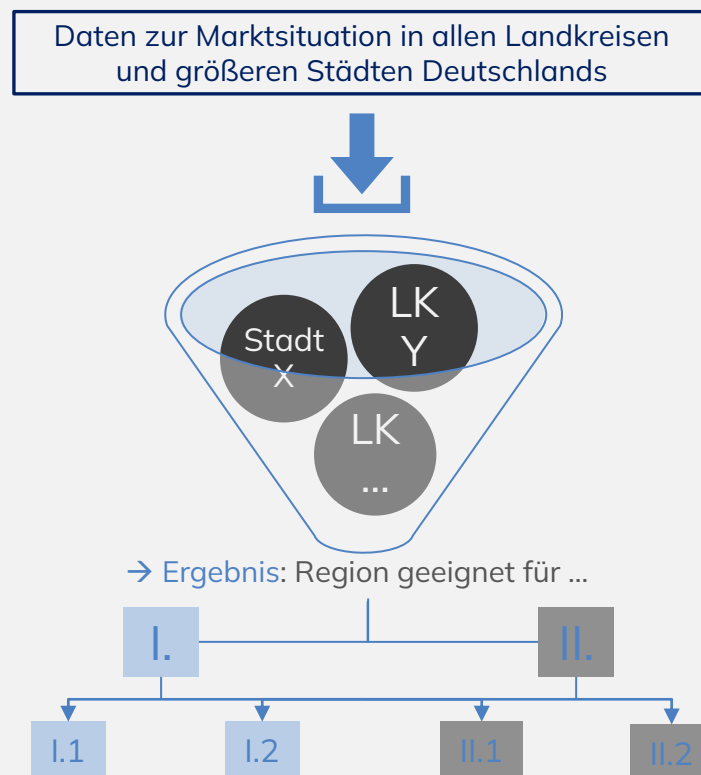 Daten zur Marktsituation in allen Landkreisen
und größeren Städten Deutschlands
LK
Y
Stadt
X
LK
...
→ Ergebnis: Region geeignet für ...
I.
II.
I.1
I.2
II.1
II.2